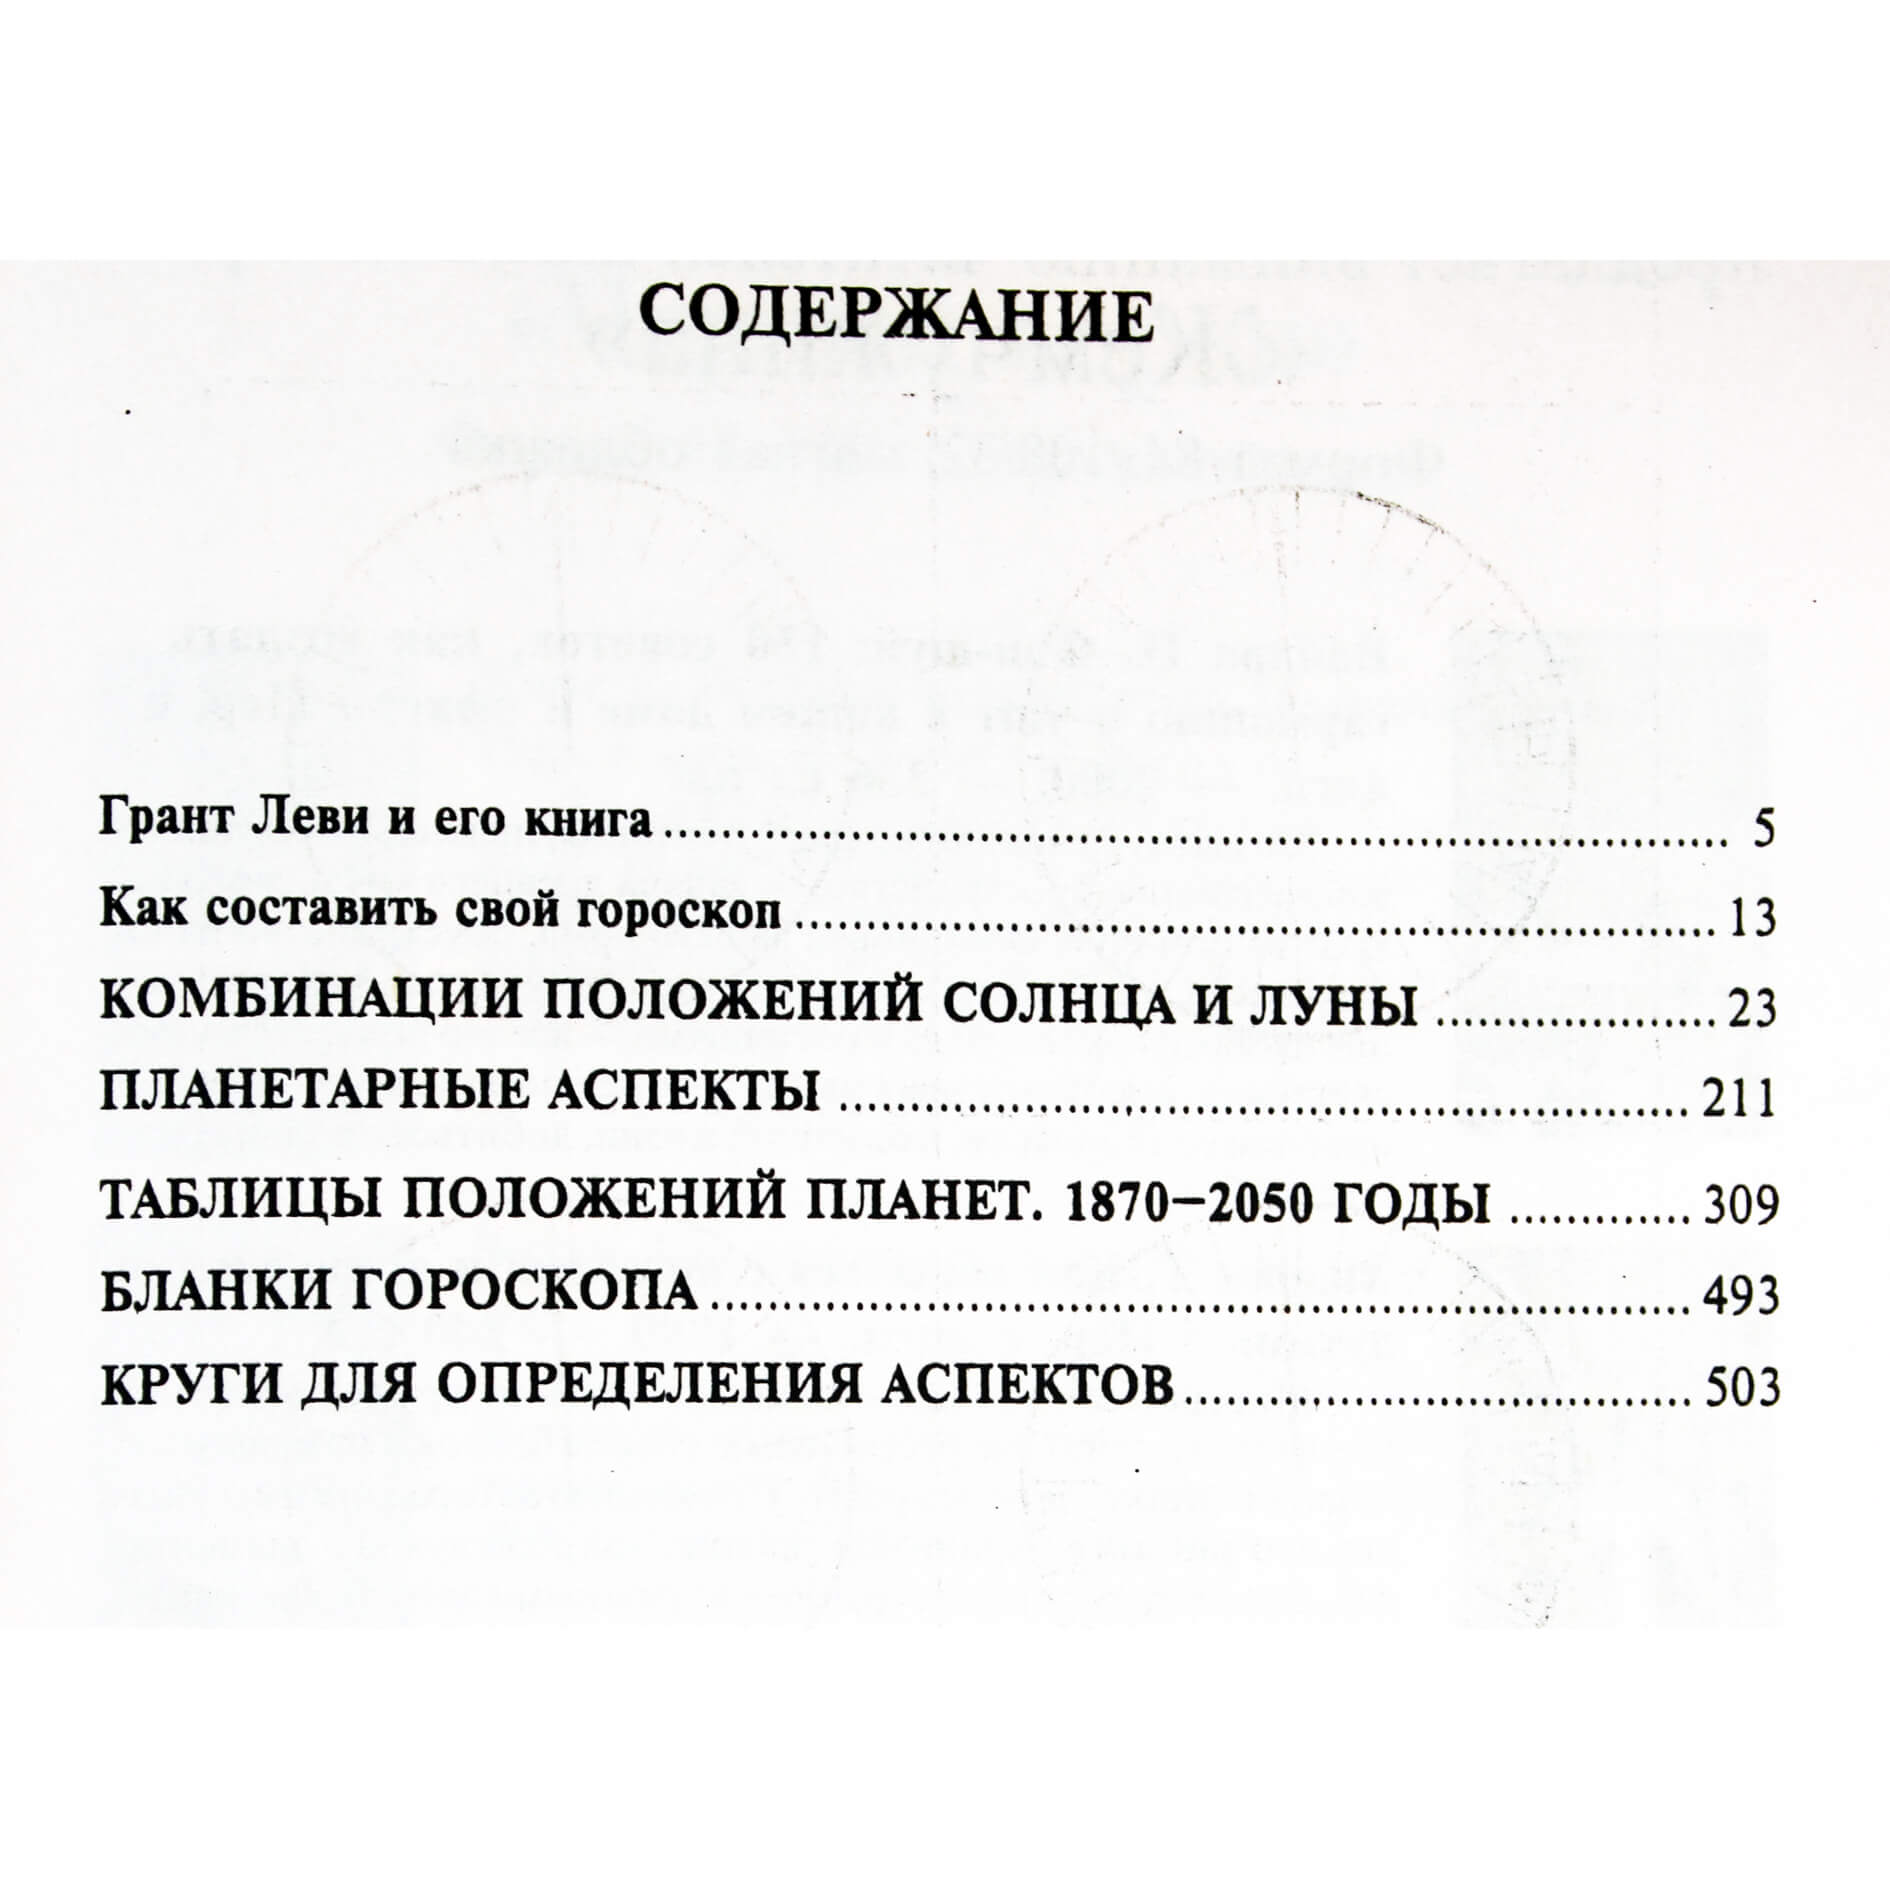 СОДЕРЖАНИЕ
Грант Леви и его книга ........ 5
Как составить свой гороскоп ........ 13
КОМБИНАЦИИ ПОЛОЖЕНИЙ СОЛНЦА И ЛУНЫ ........ 23
ПЛАНЕТАРНЫЕ АСПЕКТЫ ........ 211
ТАБЛИЦЫ ПОЛОЖЕНИЙ ПЛАНЕТ. 1870—2050 ГОДЫ ........ 309
БЛАНКИ ГОРОСКОПА ........ 493
КРУГИ ДЛЯ ОПРЕДЕЛЕНИЯ АСПЕКТОВ ........ 503